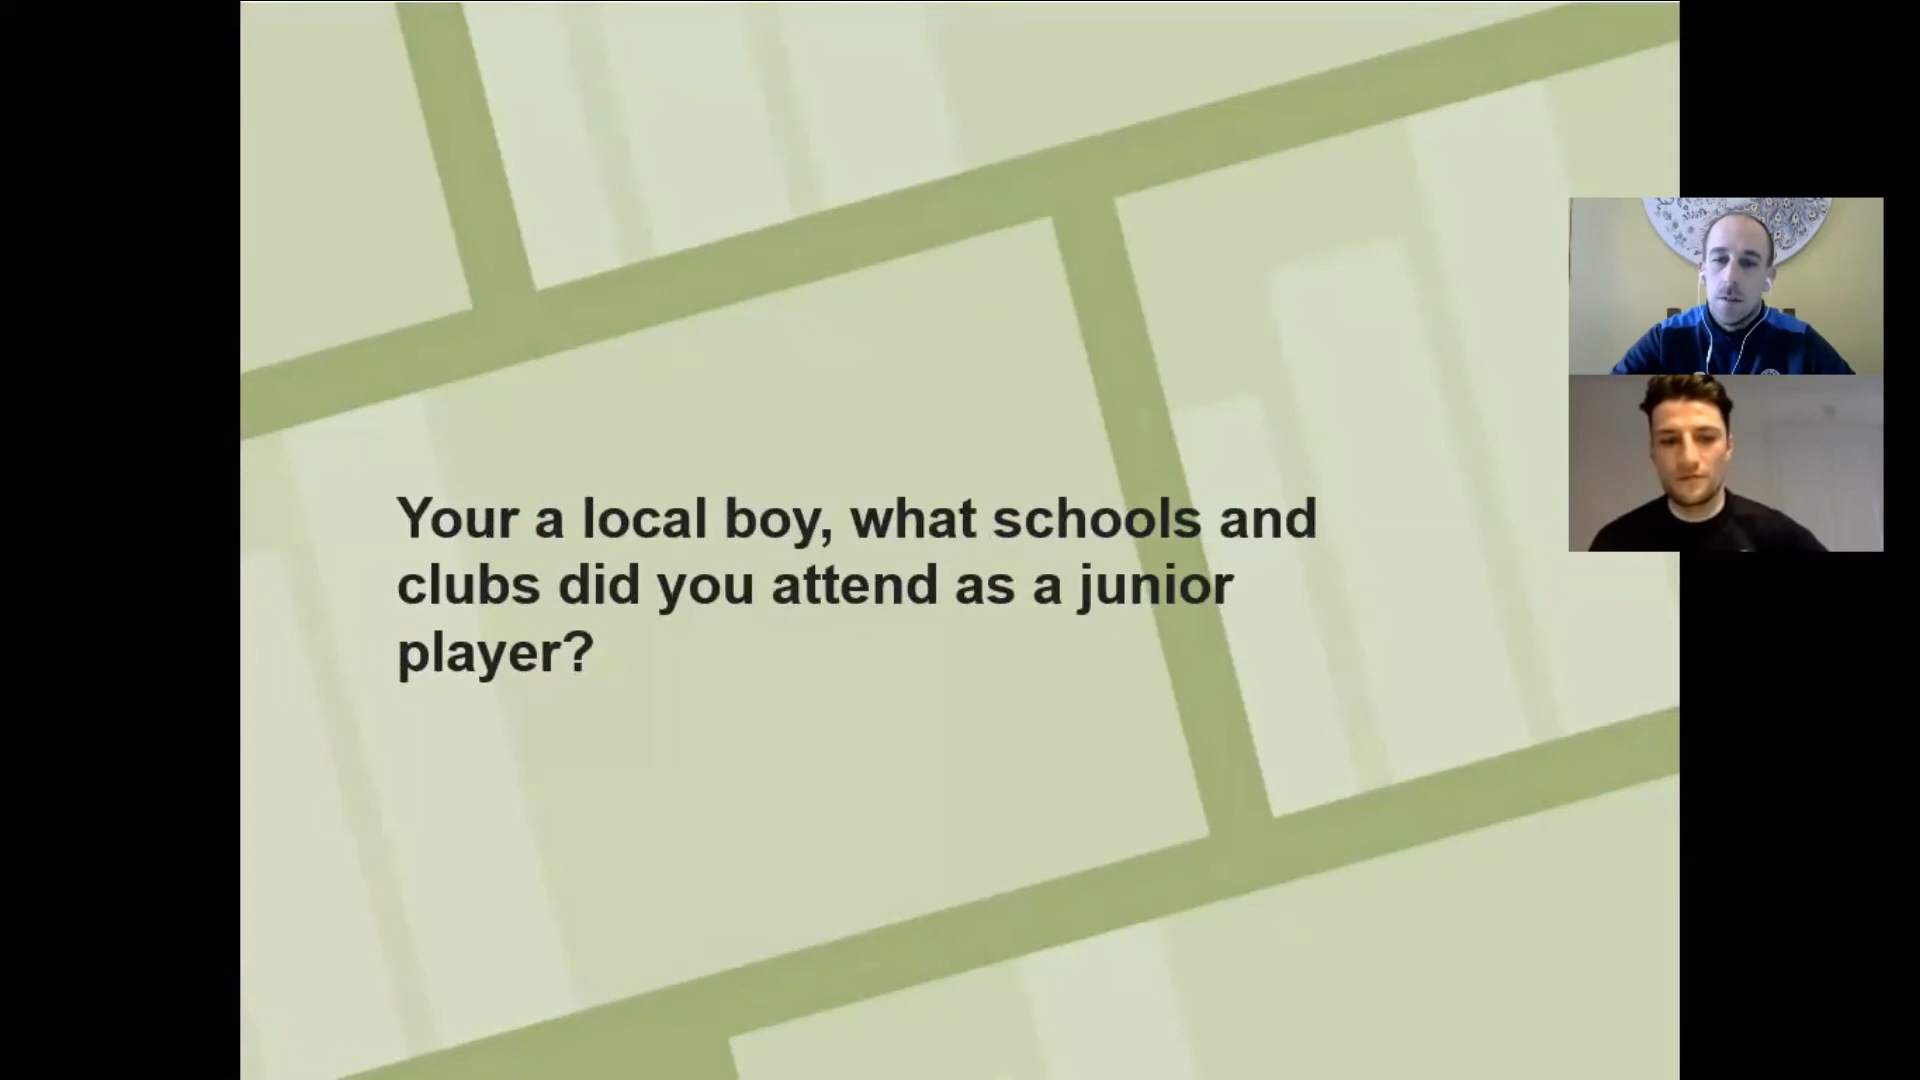 Your a local boy, what schools and
clubs did you attend as a junior
player?